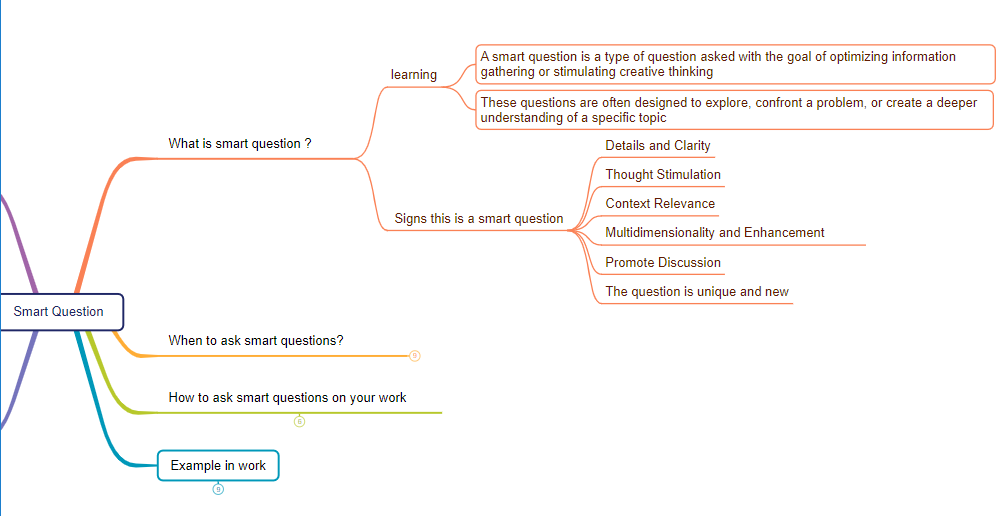 A smart question is a type of question asked with the goal of optimizing information
gathering or stimulating creative thinking
learning
These questions are often designed to explore, confront a problem, or create a deeper
understanding of a specific topic
What is smart question ?
Details and Clarity
Thought Stimulation
Context Relevance
Signs this is a smart question
Multidimensionality and Enhancement
Promote Discussion
The question is unique and new
Smart Question
When to ask smart questions?
9
How to ask smart questions on your work
6
Example in work
9